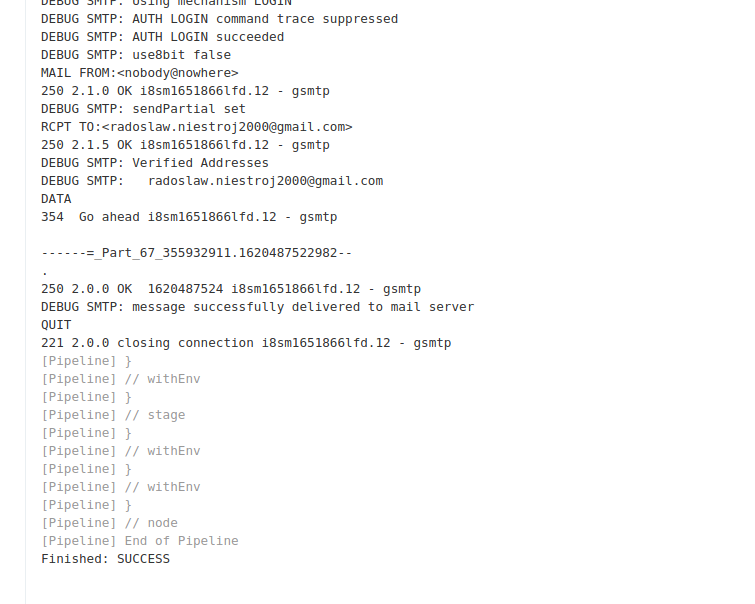 DEBUG SMTP: Using mechanism LOGIN
DEBUG SMTP: AUTH LOGIN command trace suppressed
DEBUG SMTP: AUTH LOGIN succeeded
DEBUG SMTP: use8bit false
MAIL FROM:<nobody@nowhere>
250 2.1.0 OK i8sm1651866lfd.12 - gsmtp
DEBUG SMTP: sendPartial set
RCPT TO:<radoslaw.niestroj2000@gmail.com>
250 2.1.5 OK i8sm1651866lfd.12 - gsmtp
DEBUG SMTP: Verified Addresses
DEBUG SMTP:   radoslaw.niestroj2000@gmail.com
DATA
354  Go ahead i8sm1651866lfd.12 - gsmtp
------=_Part_67_355932911.1620487522982--
.
250 2.0.0 OK  1620487524 i8sm1651866lfd.12 - gsmtp
DEBUG SMTP: message successfully delivered to mail server
QUIT
221 2.0.0 closing connection i8sm1651866lfd.12 - gsmtp
[Pipeline] }
[Pipeline] // withEnv
[Pipeline] }
[Pipeline] // stage
[Pipeline] }
[Pipeline] // withEnv
[Pipeline] }
[Pipeline] // withEnv
[Pipeline] }
[Pipeline] // node
[Pipeline] End of Pipeline
Finished: SUCCESS